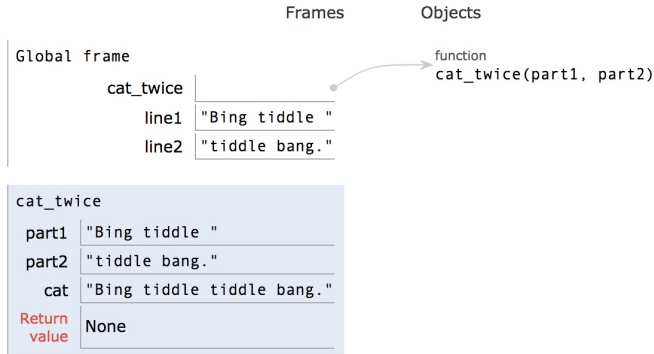 Frames Objects
Global frame
function
cat_twice(part1, part2)
cat_twice
line1 "Bing tiddle "
line2 "tiddle bang."
cat_twice
part1 "Bing tiddle "
part2 "tiddle bang."
cat "Bing tiddle tiddle bang."
Return
value None